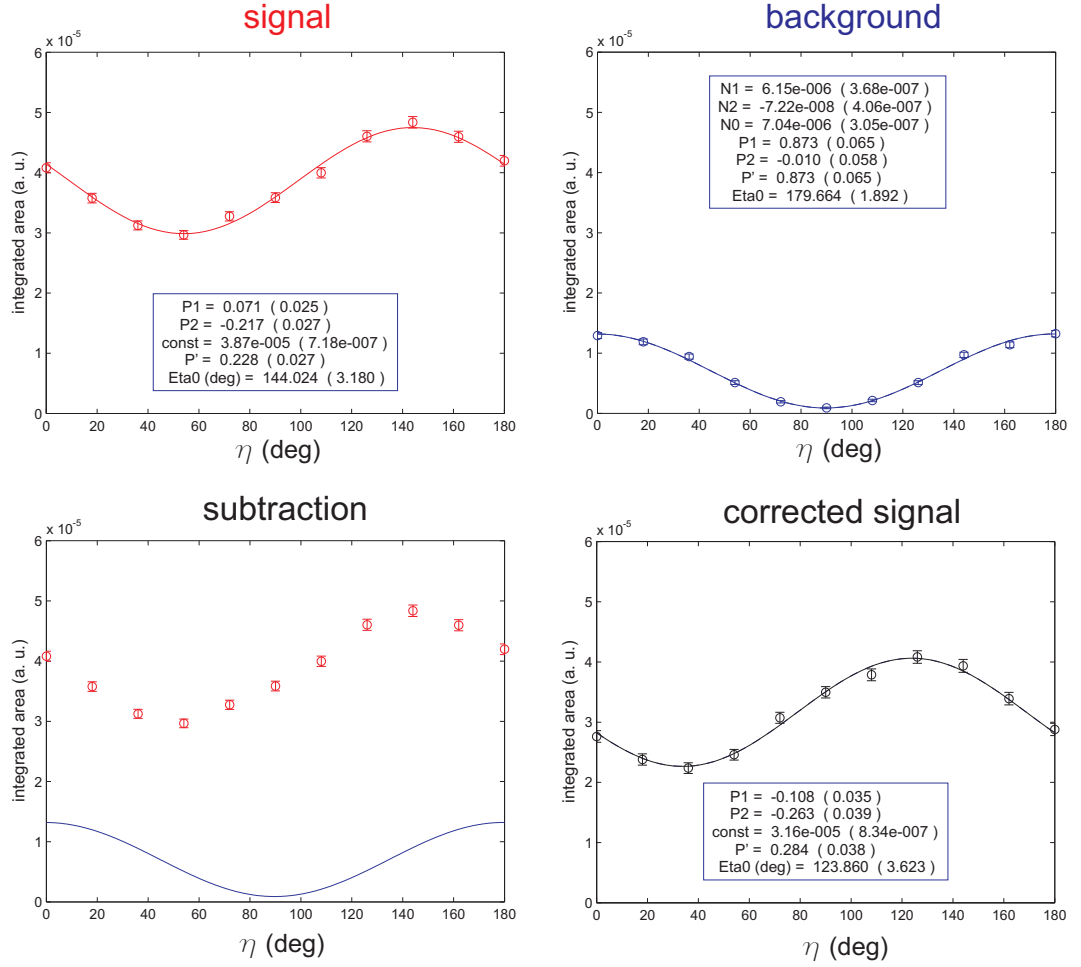 signal
x 10-5
6
5
4
3
2
1
0
integrated area (a. u.)
P1 = 0.071 ( 0.025 )
P2 = -0.217 ( 0.027 )
const = 3.87e-005 ( 7.18e-007 )
P' = 0.228 ( 0.027 )
Eta0 (deg) = 144.024 ( 3.180 )
0 20 40 60 80 100 120 140 160 180
η (deg)
background
x 10-5
6
5
4
3
2
1
0
integrated area (a. u.)
N1 = 6.15e-006 ( 3.68e-007 )
N2 = -7.22e-008 ( 4.06e-007 )
N0 = 7.04e-006 ( 3.05e-007 )
P1 = 0.873 ( 0.065 )
P2 = -0.010 ( 0.058 )
P' = 0.873 ( 0.065 )
Eta0 = 179.664 ( 1.892 )
0 20 40 60 80 100 120 140 160 180
η (deg)
subtraction
x 10-5
6
5
4
3
2
1
0
integrated area (a. u.)
0 20 40 60 80 100 120 140 160 180
η (deg)
corrected signal
x 10-5
6
5
4
3
2
1
0
integrated area (a. u.)
P1 = -0.108 ( 0.035 )
P2 = -0.263 ( 0.039 )
const = 3.16e-005 ( 8.34e-007 )
P' = 0.284 ( 0.038 )
Eta0 (deg) = 123.860 ( 3.623 )
0 20 40 60 80 100 120 140 160 180
η (deg)